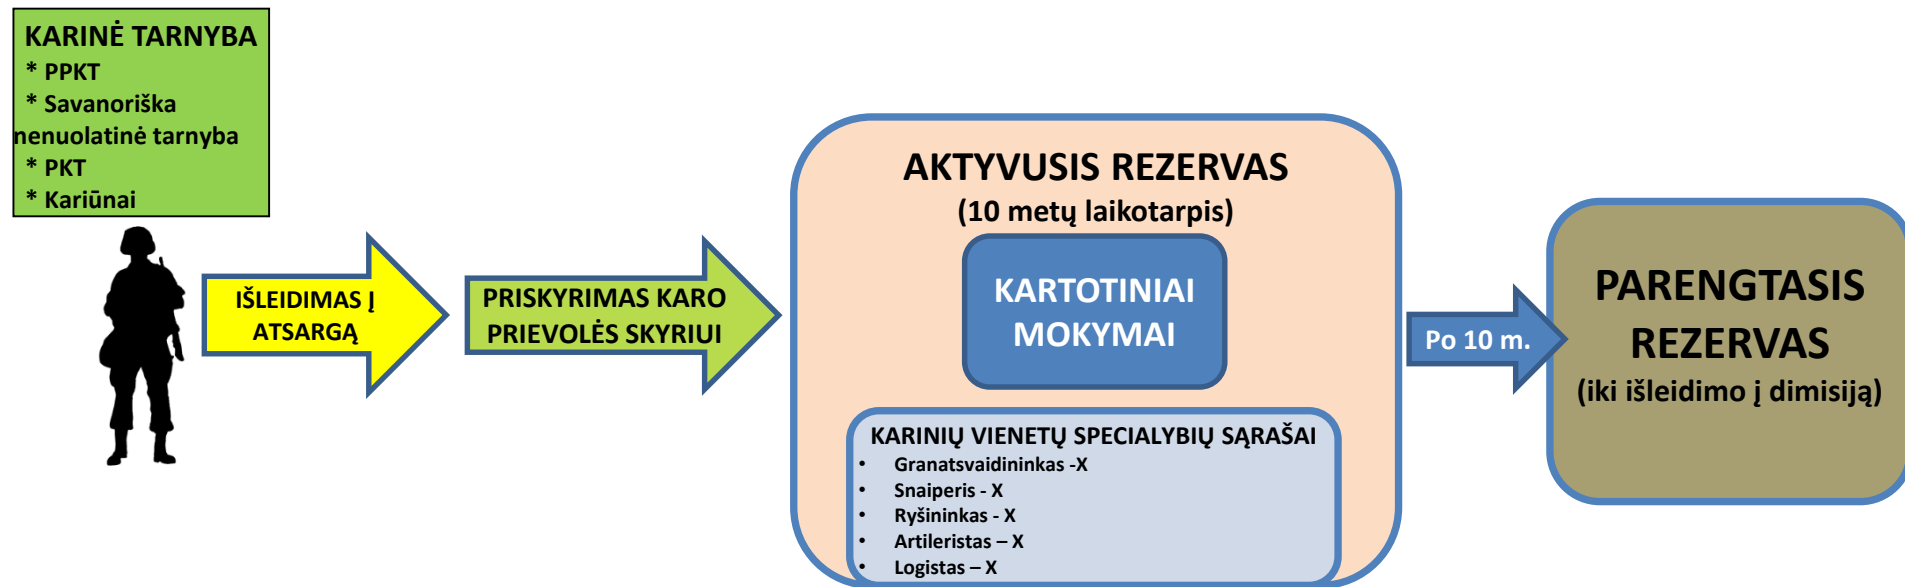 KARINĖ TARNYBA
* PPKT
* Savanoriška
nenuolatinė tarnyba
* PKT
* Kariūnai
IŠLEIDIMAS Į
ATSARGĄ
PRISKYRIMAS KARO
PRIEVOLĖS SKYRIUI
AKTYVUSIS REZERVAS
(10 metų laikotarpis)
KARTOTINIAI
MOKYMAI
KARINIŲ VIENETŲ SPECIALYBIŲ SĄRAŠAI
• Granatsvaidininkas -X
• Snaiperis - X
• Ryšininkas - X
• Artileristas – X
• Logistas – X
Po 10 m.
PARENGTASIS
REZERVAS
(iki išleidimo į dimisiją)